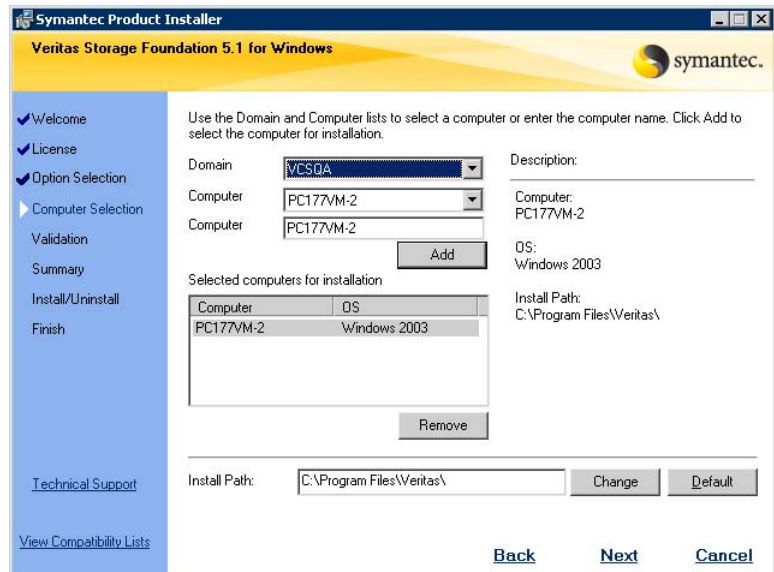 Symantec Product Installer
Veritas Storage Foundation 5.1 for Windows
symantec.
Welcome
License
Option Selection
Computer Selection
Validation
Summary
Install/Uninstall
Finish
Technical Support
View Compatibility Lists
Use the Domain and Computer lists to select a computer or enter the computer name. Click Add to
select the computer for installation.
Domain VCSQA
Computer PC177VM-2
Computer PC177VM-2
Add
Selected computers for installation
Computer OS
PC177VM-2 Windows 2003
Remove
Description:
Computer:
PC177VM-2
OS:
Windows 2003
Install Path:
C:\Program Files\Veritas\
Install Path: C:\Program Files\Veritas\ Change Default
Back Next Cancel